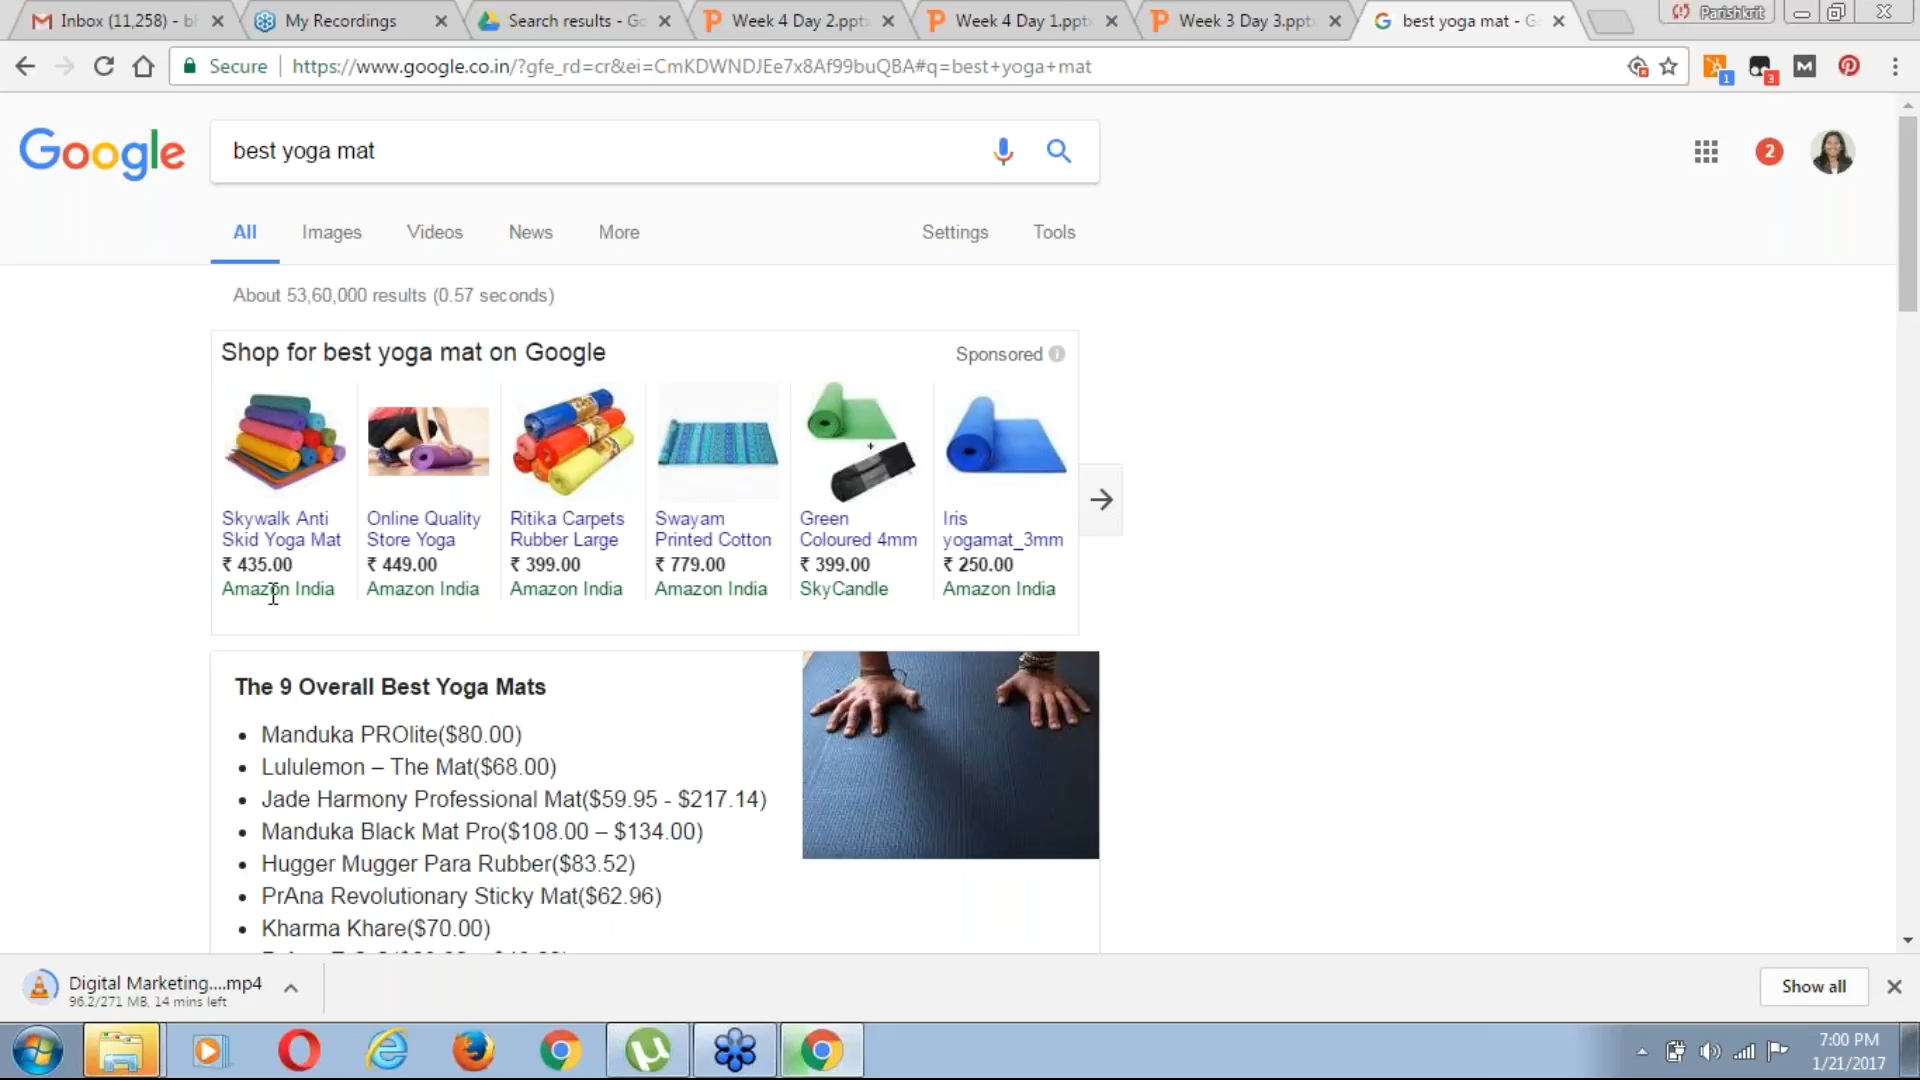 Inbox (11,258) - b
My Recordings
Search results - Go
Week 4 Day 2.pptx
Week 4 Day 1.pptx
Week 3 Day 3.pptx
best yoga mat - G
Parishkrit
Secure
https://www.google.co.in/?gfe_rd=cr&ei=CmKDWNDJEe7x8Af99buQBA#q=best+yoga+mat
1
3
Google
best yoga mat
2
All
Images
Videos
News
More
Settings
Tools
About 53,60,000 results (0.57 seconds)
Shop for best yoga mat on Google
Sponsored
Skywalk Anti
Skid Yoga Mat
₹ 435.00
Amazon India
Online Quality
Store Yoga
₹ 449.00
Amazon India
Ritika Carpets
Rubber Large
₹ 399.00
Amazon India
Swayam
Printed Cotton
₹ 779.00
Amazon India
Green
Coloured 4mm
₹ 399.00
SkyCandle
Iris
yogamat_3mm
₹ 250.00
Amazon India
The 9 Overall Best Yoga Mats
Manduka PROlite($80.00)
Lululemon – The Mat($68.00)
Jade Harmony Professional Mat($59.95 - $217.14)
Manduka Black Mat Pro($108.00 – $134.00)
Hugger Mugger Para Rubber($83.52)
PrAna Revolutionary Sticky Mat($62.96)
Kharma Khare($70.00)
Digital Marketing....mp4
96.2/271 MB, 14 mins left
Show all
7:00 PM
1/21/2017